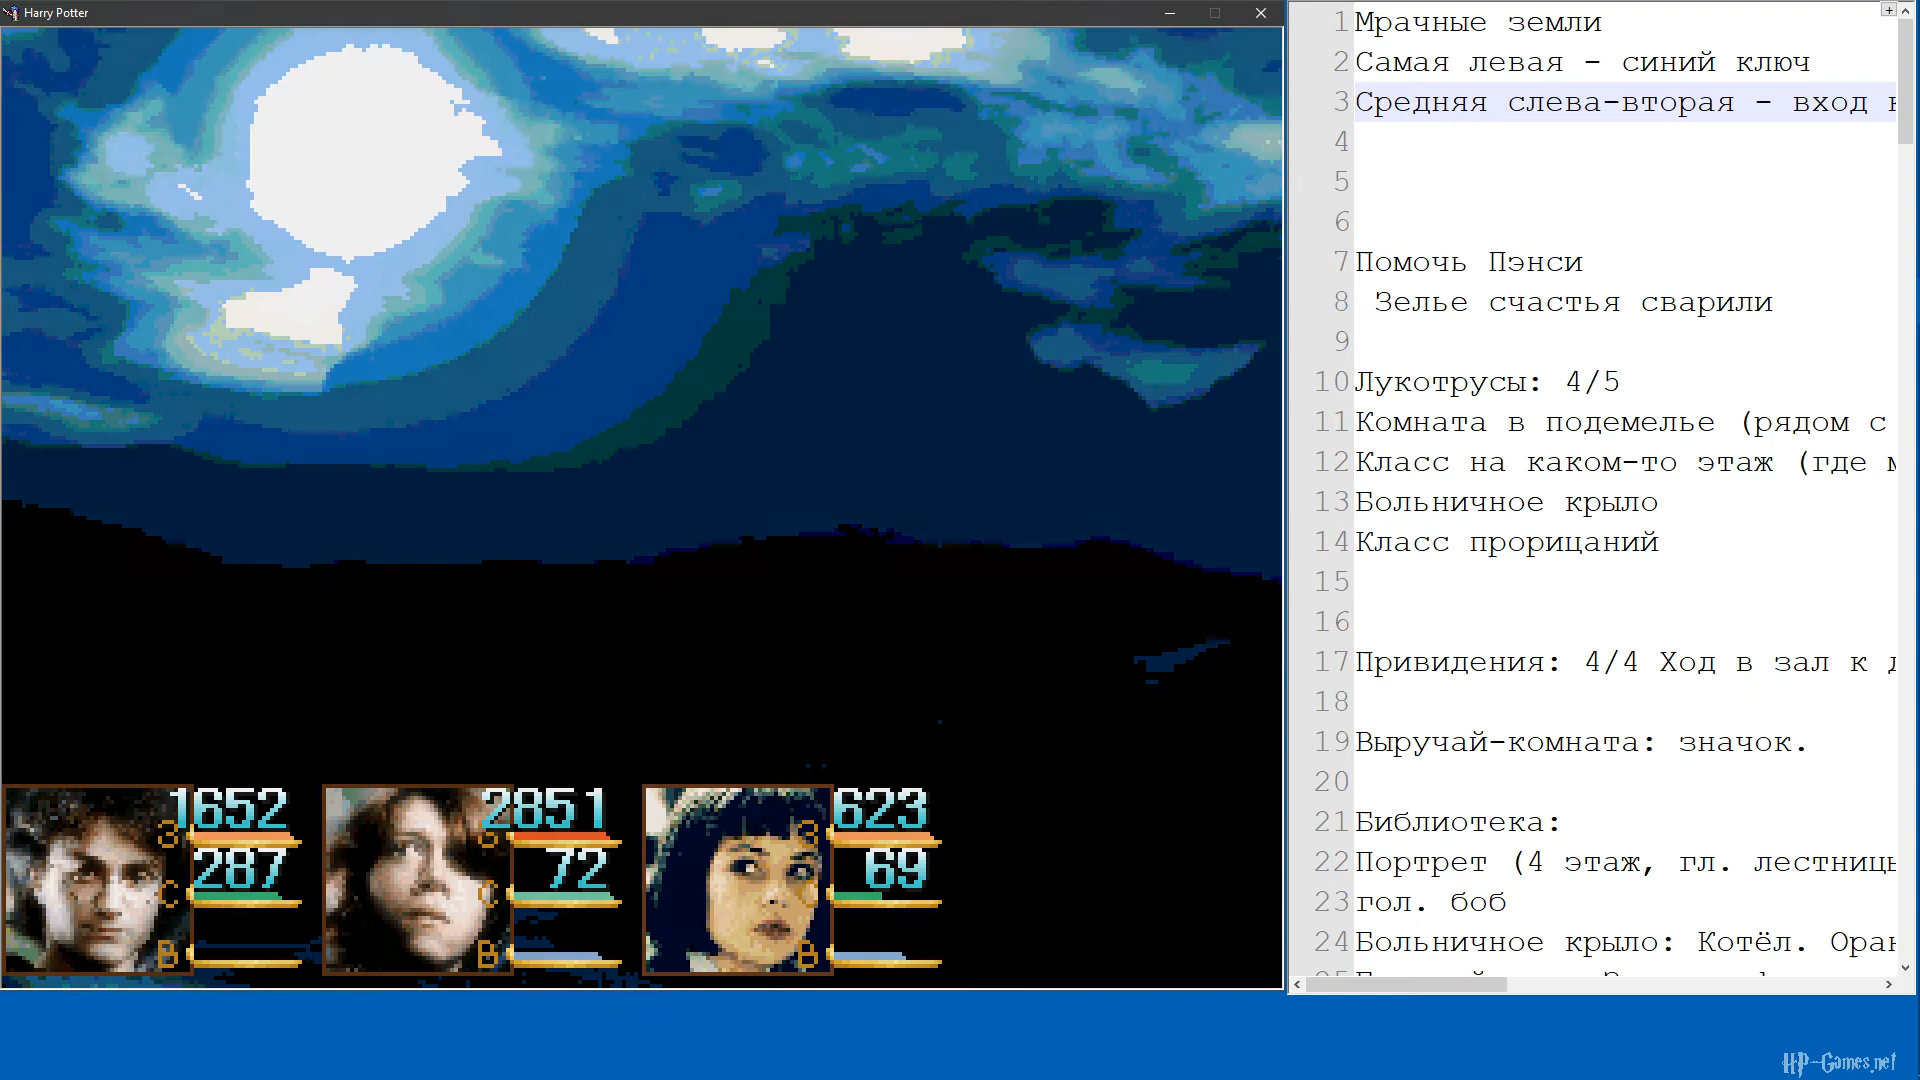 Harry Potter
1652
З
287
С
В
2851
З
72
С
В
623
З
69
С
В
1 Мрачные земли
2 Самая левая - синий ключ
3 Средняя слева-вторая - вход
4
5
6
7 Помочь Пэнси
8 Зелье счастья сварили
9
10 Лукотрусы: 4/5
11 Комната в подемелье (рядом с
12 Класс на каком-то этаж (где
13 Больничное крыло
14 Класс прорицаний
15
16
17 Привидения: 4/4 Ход в зал к
18
19 Выручай-комната: значок.
20
21 Библиотека:
22 Портрет (4 этаж, гл. лестницы
23 гол. боб
24 Больничное крыло: Котёл.
HP-Games.net